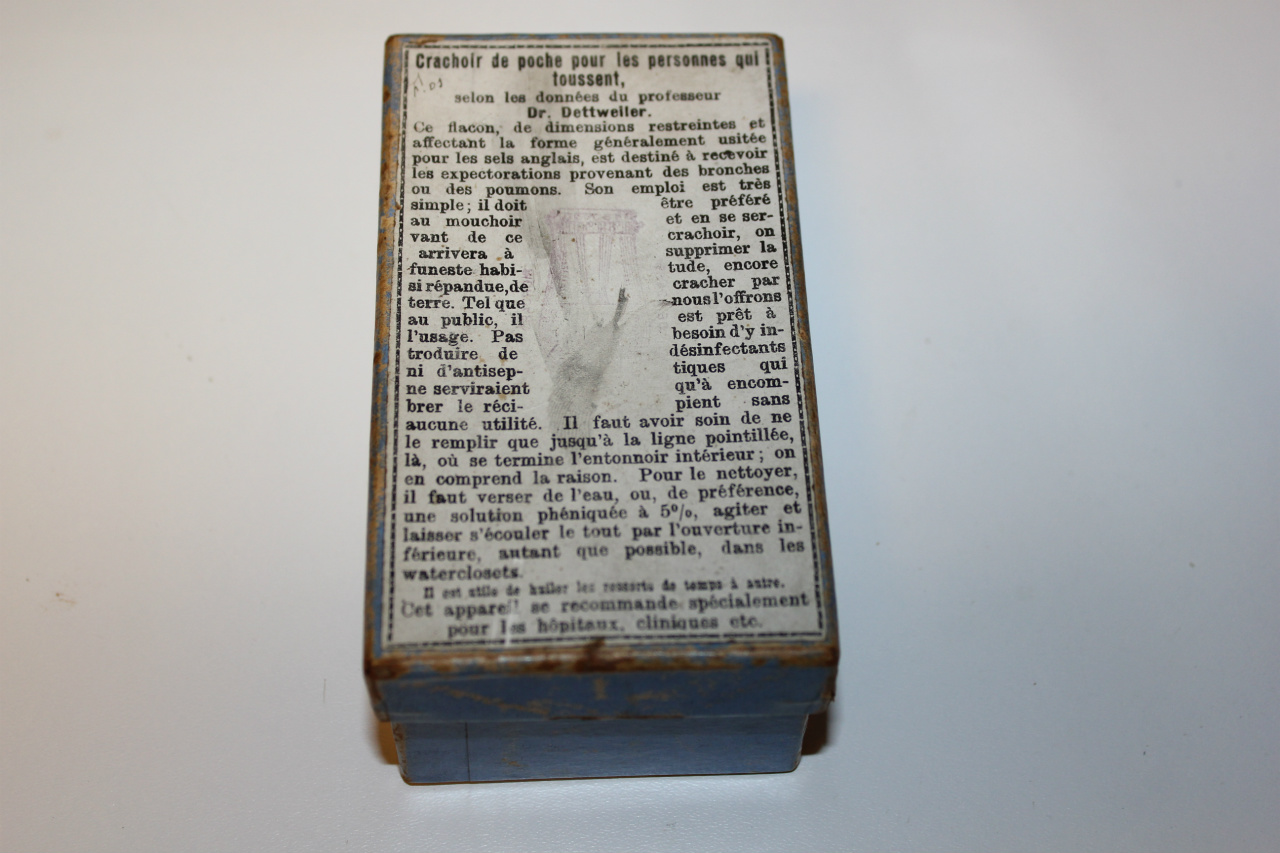 Crachoir de poche pour les personnes qui
toussent,
selon les données du professeur
Dr. Dettweiler.
Ce flacon, de dimensions restreintes et
affectant la forme généralement usitée
pour les sels anglais, est destiné à recevoir
les expectorations provenant des bronches
ou des poumons. Son emploi est très
simple; il doit être préféré
au mouchoir et en se ser-
vant de ce crachoir, on
arrivera à supprimer la
funeste habi- tude, encore
si répandue, de cracher par
terre. Tel que nous l'offrons
au public, il est prêt à
l'usage. Pas besoin d'y in-
troduire de désinfectants
ni d'antisep- tiques qui
ne serviraient qu'à encom-
brer le réci- pient sans
aucune utilité. Il faut avoir soin de ne
le remplir que jusqu'à la ligne pointillée,
là, où se termine l'entonnoir intérieur; on
en comprend la raison. Pour le nettoyer,
il faut verser de l'eau, ou, de préférence,
une solution phéniquée à 5%, agiter et
laisser s'écouler le tout par l'ouverture in-
férieure, autant que possible, dans les
waterclosets.
Il est utile de huiler les ressorts de temps à autre.
Cet appareil se recommande spécialement
pour les hôpitaux, cliniques etc.